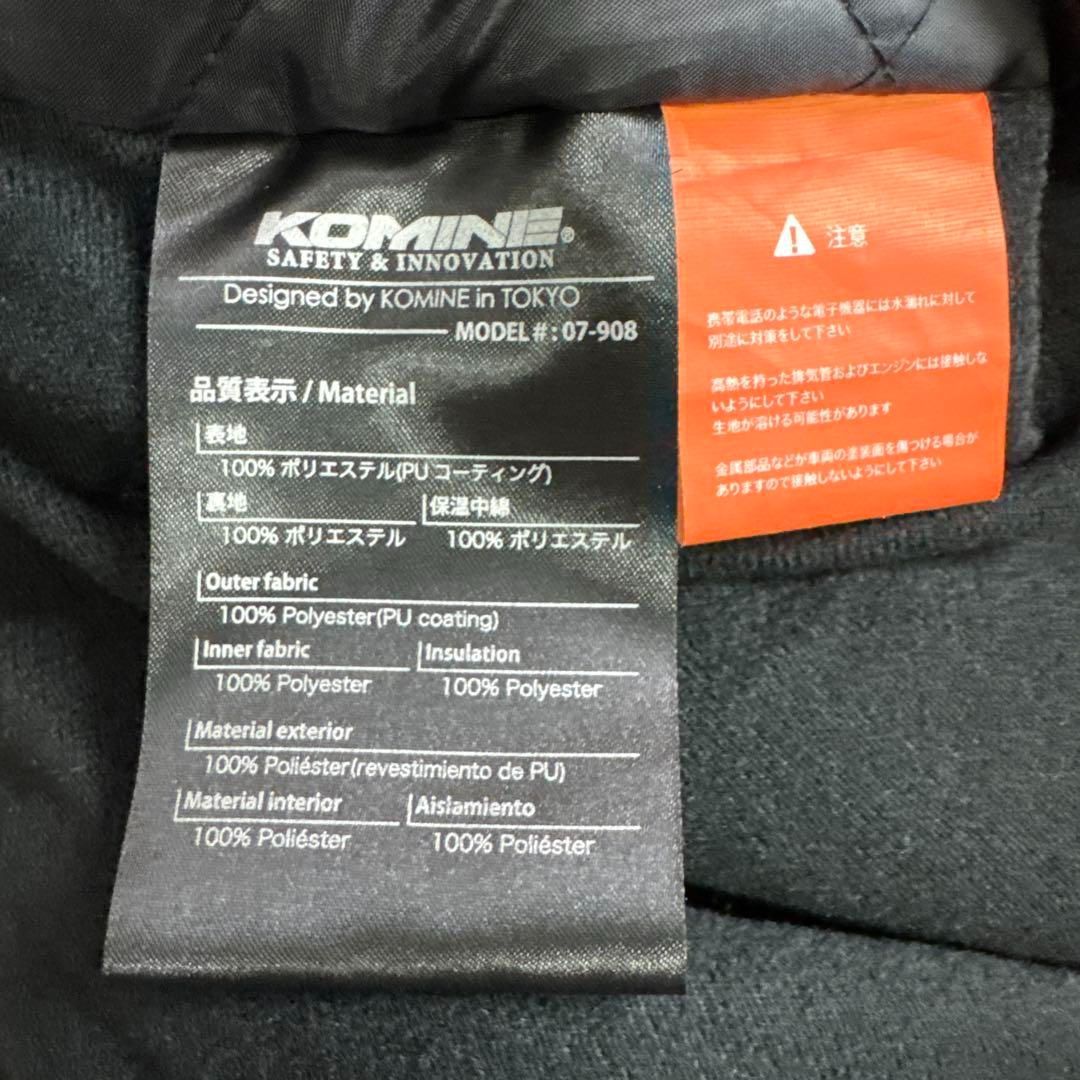 KOMINE®
SAFETY & INNOVATION
Designed by KOMINE in TOKYO
MODEL # : 07-908
品質表示 / Material
表地
100% ポリエステル(PU コーティング)
裏地
100% ポリエステル
保温中綿
100% ポリエステル
Outer fabric
100% Polyester(PU coating)
Inner fabric
100% Polyester
Insulation
100% Polyester
Material exterior
100% Poliéster(revestimiento de PU)
Material interior
100% Poliéster
Aislamiento
100% Poliéster
注意
携帯電話のような電子機器には水濡れに対して
別途に対策をして下さい
高熱を持った排気管およびエンジンには接触しな
いようにして下さい
生地が溶ける可能性があります
金属部品などが車両の塗装面を傷つける場合が
ありますので接触しないようにして下さい